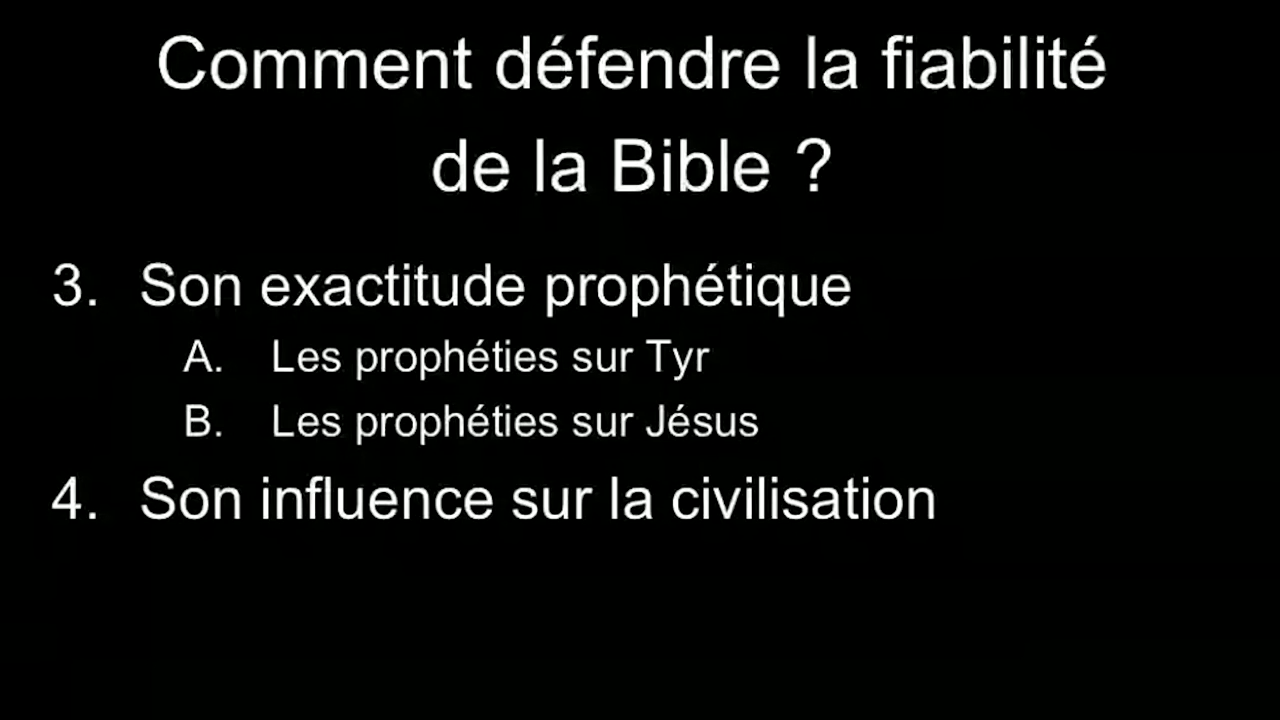 Comment défendre la fiabilité
de la Bible ?
3. Son exactitude prophétique
A. Les prophéties sur Tyr
B. Les prophéties sur Jésus
4. Son influence sur la civilisation